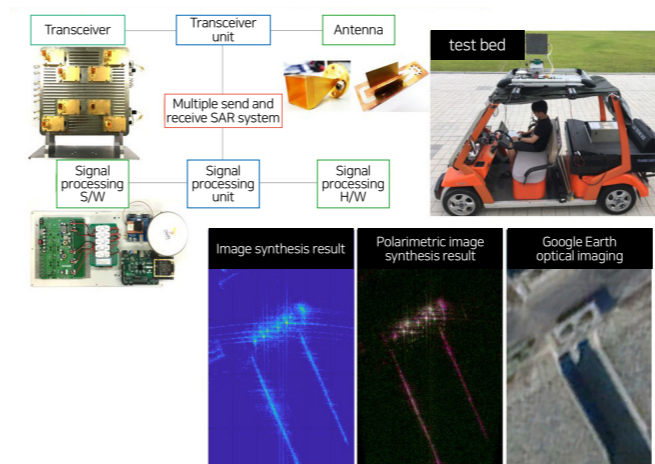 Transceiver
Transceiver
unit
Antenna
test bed
Multiple send and
receive SAR system
Signal
processing
S/W
Signal
processing
unit
Signal
processing
H/W
Image synthesis result
Polarimetric image
synthesis result
Google Earth
optical imaging